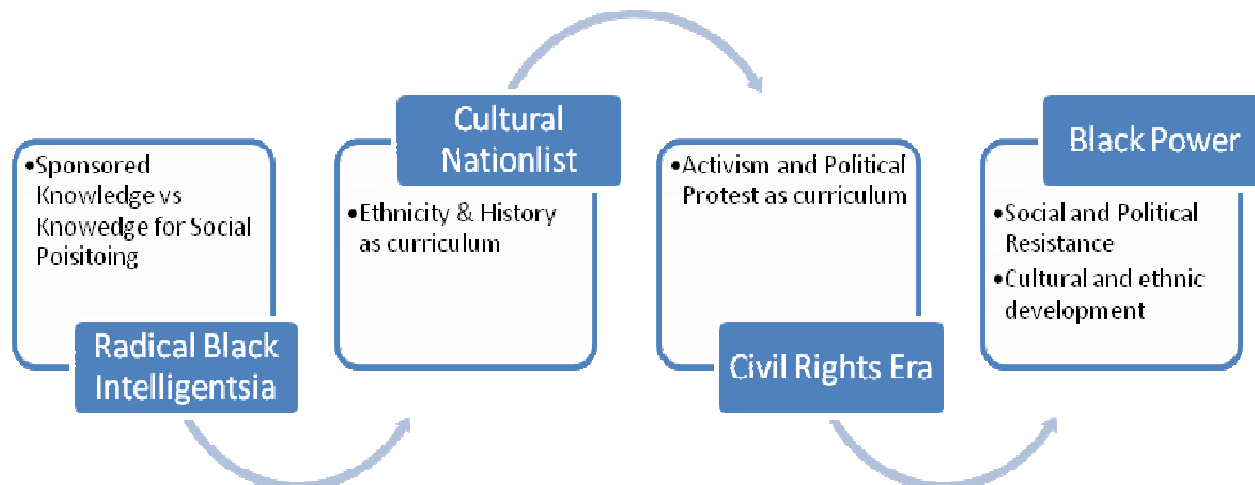 •Sponsored
Knowledge vs
Knowedge for Social
Poisitoing
Radical Black
Intelligentsia
Cultural
Nationlist
•Ethnicity & History
as curriculum
•Activism and Political
Protest as curriculum
Civil Rights Era
Black Power
•Social and Political
Resistance
•Cultural and ethnic
development